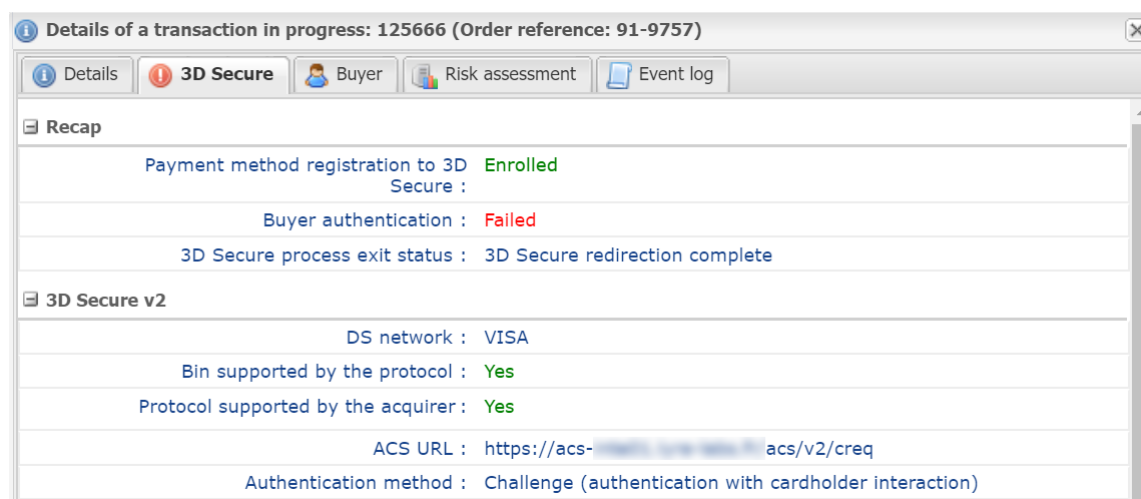 Details of a transaction in progress: 125666 (Order reference: 91-9757)
Details 3D Secure Buyer Risk assessment Event log
Recap
Payment method registration to 3D Enrolled
Secure :
Buyer authentication : Failed
3D Secure process exit status : 3D Secure redirection complete
3D Secure v2
DS network : VISA
Bin supported by the protocol : Yes
Protocol supported by the acquirer : Yes
ACS URL : https://acs- acs/v2/creq
Authentication method : Challenge (authentication with cardholder interaction)